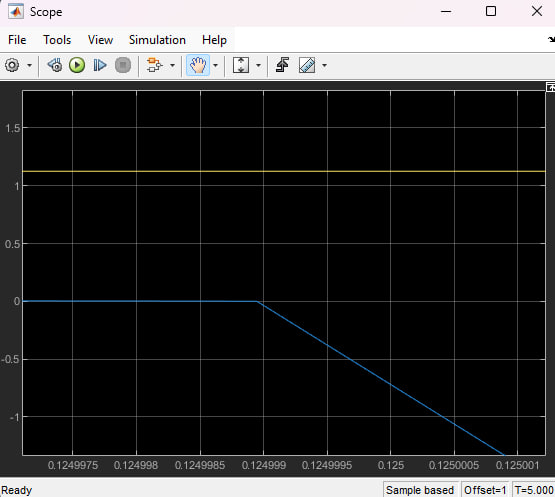 Scope
File Tools View Simulation Help
1.5
1
0.5
0
-0.5
-1
0.1249975 0.124998 0.1249985 0.124999 0.1249995 0.125 0.1250005 0.125001
Ready Sample based Offset=1 T=5.000